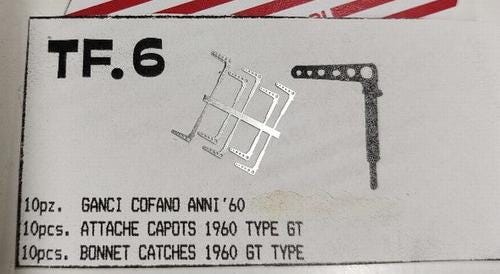 TF.6
10pz. GANCI COFANO ANNI'60
10pcs. ATTACHE CAPOTS 1960 TYPE GT
10pcs. BONNET CATCHES 1960 GT TYPE